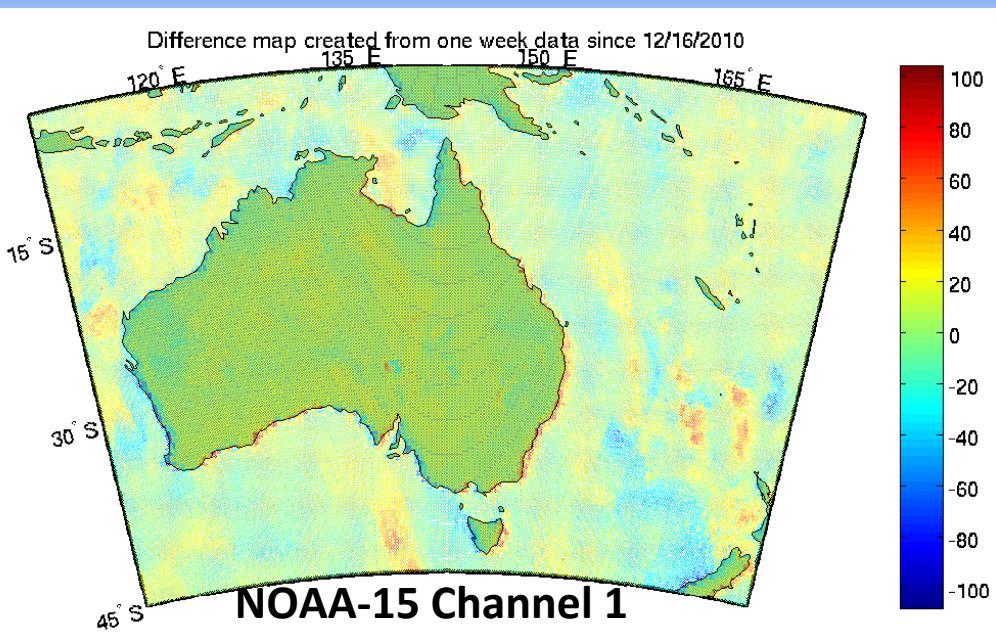 Difference map created from one week data since 12/16/2010
120° E
135 E
150 E
165° E
15° S
30° S
45° S
100
80
60
40
20
0
-20
-40
-60
-80
-100
NOAA-15 Channel 1